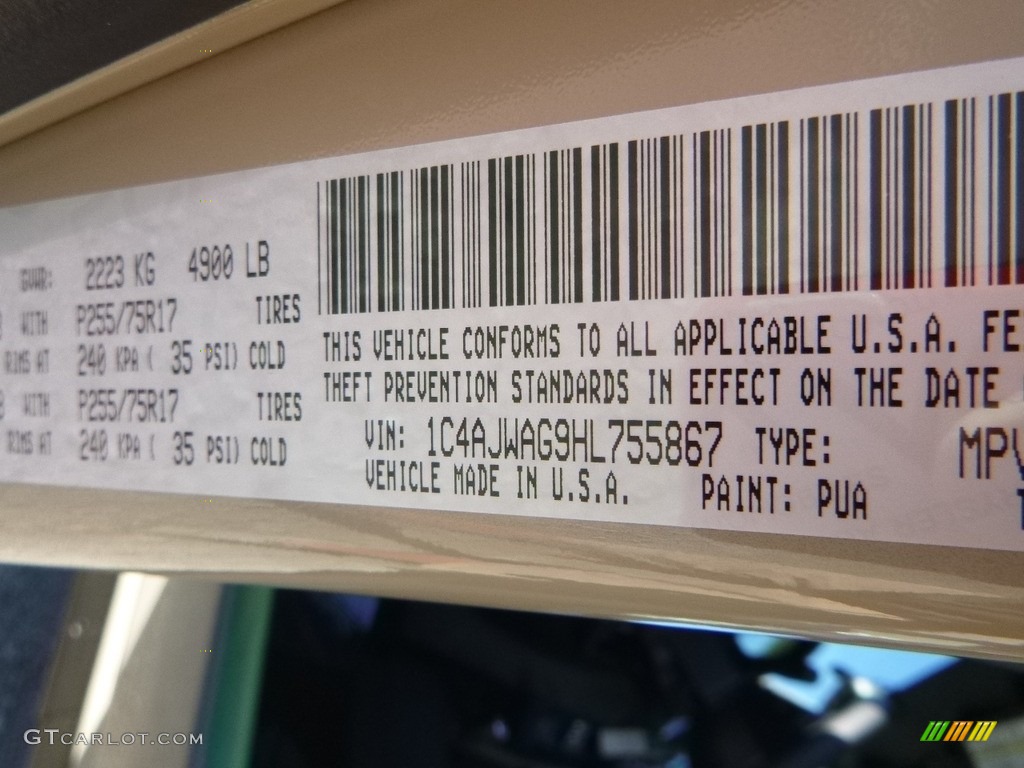 GVWR: 2223 KG 4900 LB
WITH P255/75R17 TIRES
RIMS AT 240 KPA ( 35 PSI) COLD
WITH P255/75R17 TIRES
RIMS AT 240 KPA ( 35 PSI) COLD
THIS VEHICLE CONFORMS TO ALL APPLICABLE U.S.A. FE
THEFT PREVENTION STANDARDS IN EFFECT ON THE DATE
VIN: 1C4AJWAG9HL755867 TYPE: MPV
VEHICLE MADE IN U.S.A. PAINT: PUA
GTCARLOT.COM